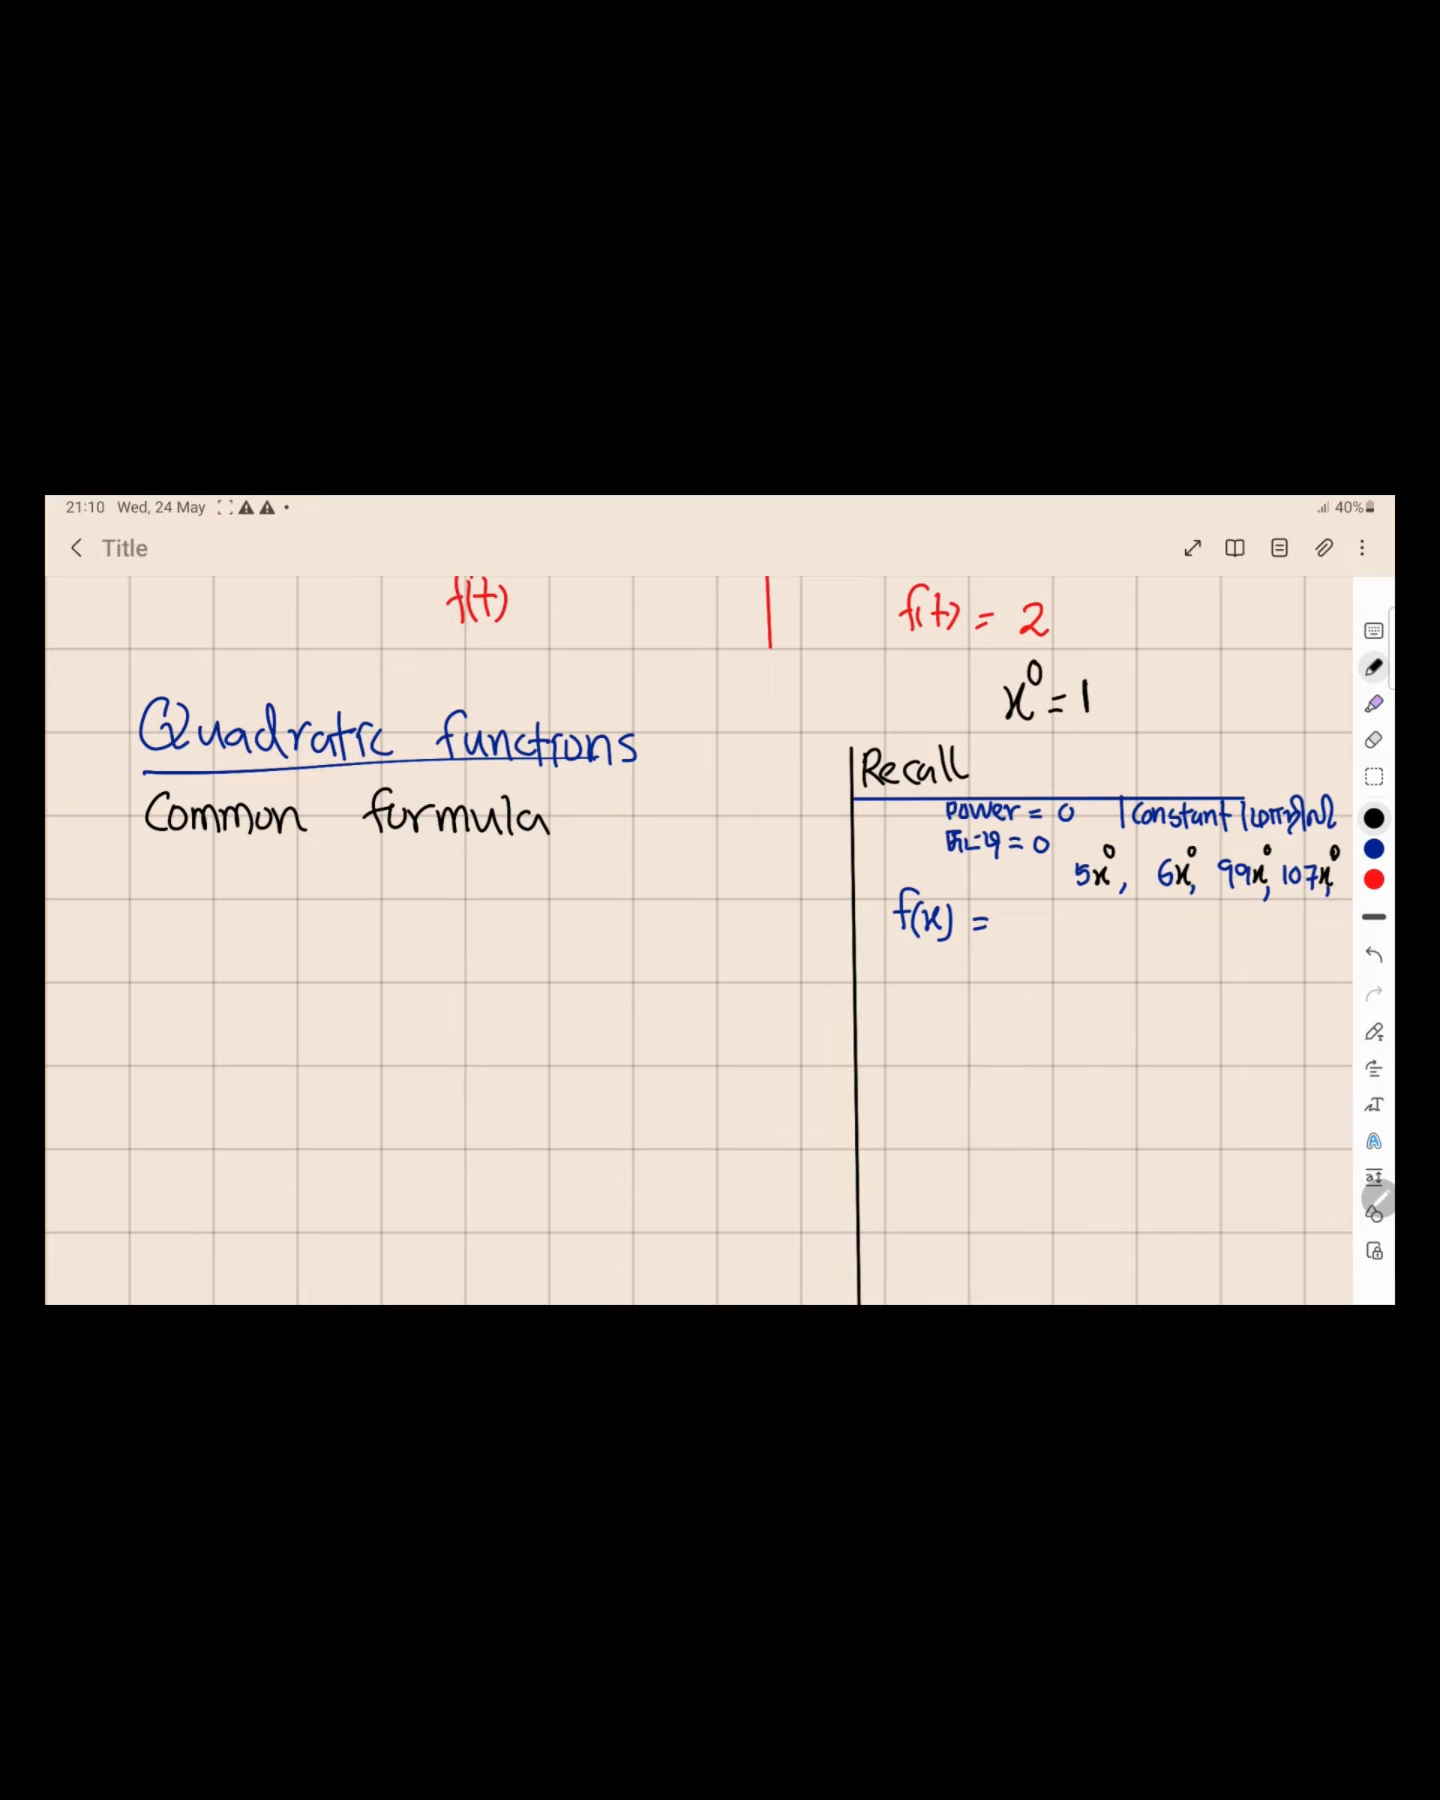 21:10 Wed, 24 May
40%
Title
f(t)
f(t) = 2
x⁰ = 1
Quadratic functions
Common formula
Recall
Power = 0 | Constant |
= 0
5x⁰, 6x⁰, 99x⁰, 107x⁰,
f(x) =